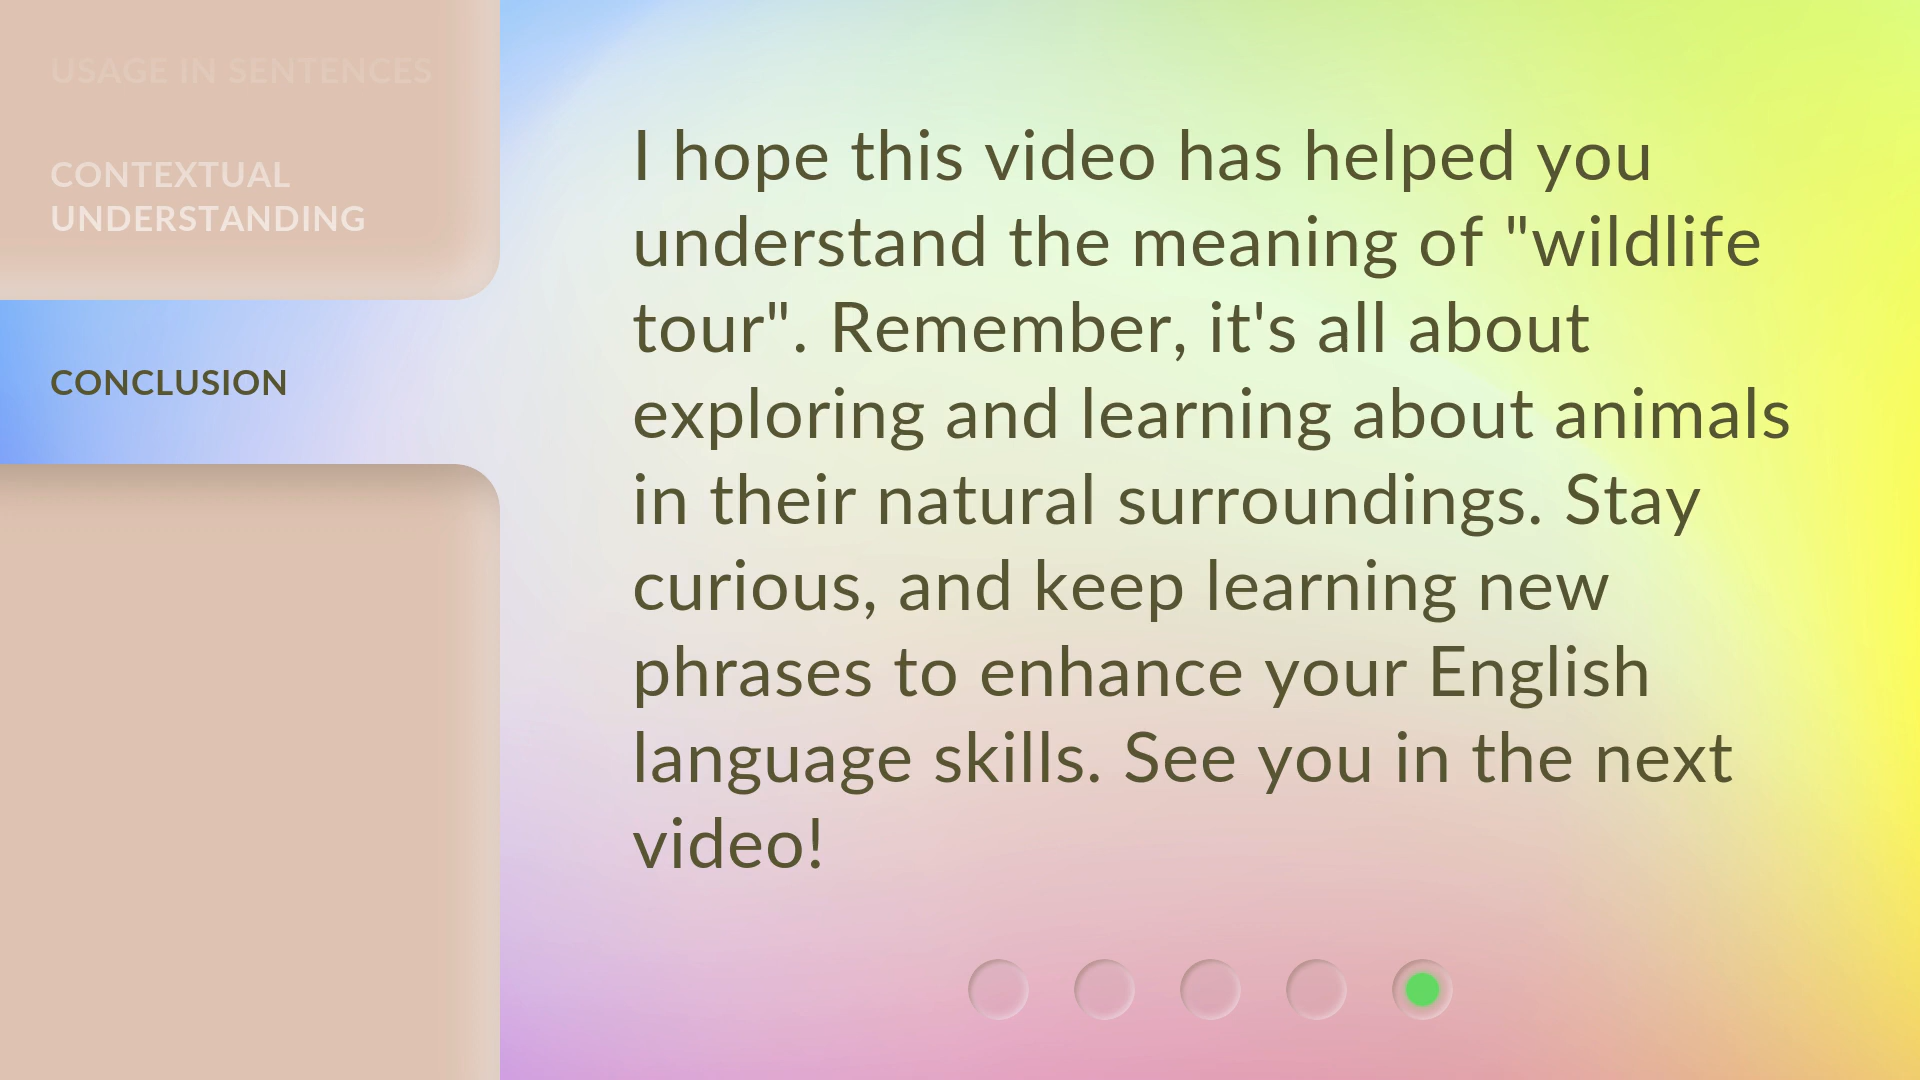 USAGE IN SENTENCES
CONTEXTUAL
UNDERSTANDING
CONCLUSION
I hope this video has helped you
understand the meaning of "wildlife
tour". Remember, it's all about
exploring and learning about animals
in their natural surroundings. Stay
curious, and keep learning new
phrases to enhance your English
language skills. See you in the next
video!